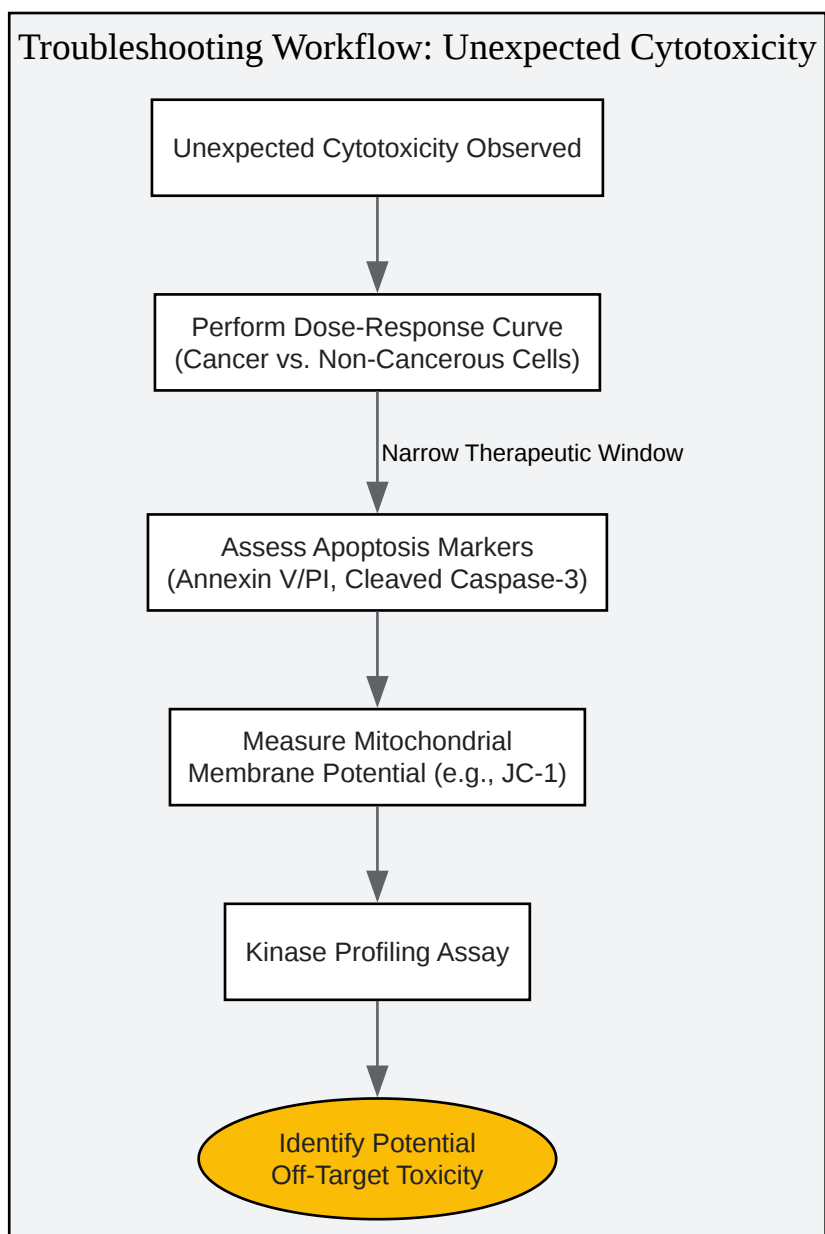 Troubleshooting Workflow: Unexpected Cytotoxicity
Unexpected Cytotoxicity Observed
Perform Dose-Response Curve
(Cancer vs. Non-Cancerous Cells)
Narrow Therapeutic Window
Assess Apoptosis Markers
(Annexin V/PI, Cleaved Caspase-3)
Measure Mitochondrial
Membrane Potential (e.g., JC-1)
Kinase Profiling Assay
Identify Potential
Off-Target Toxicity